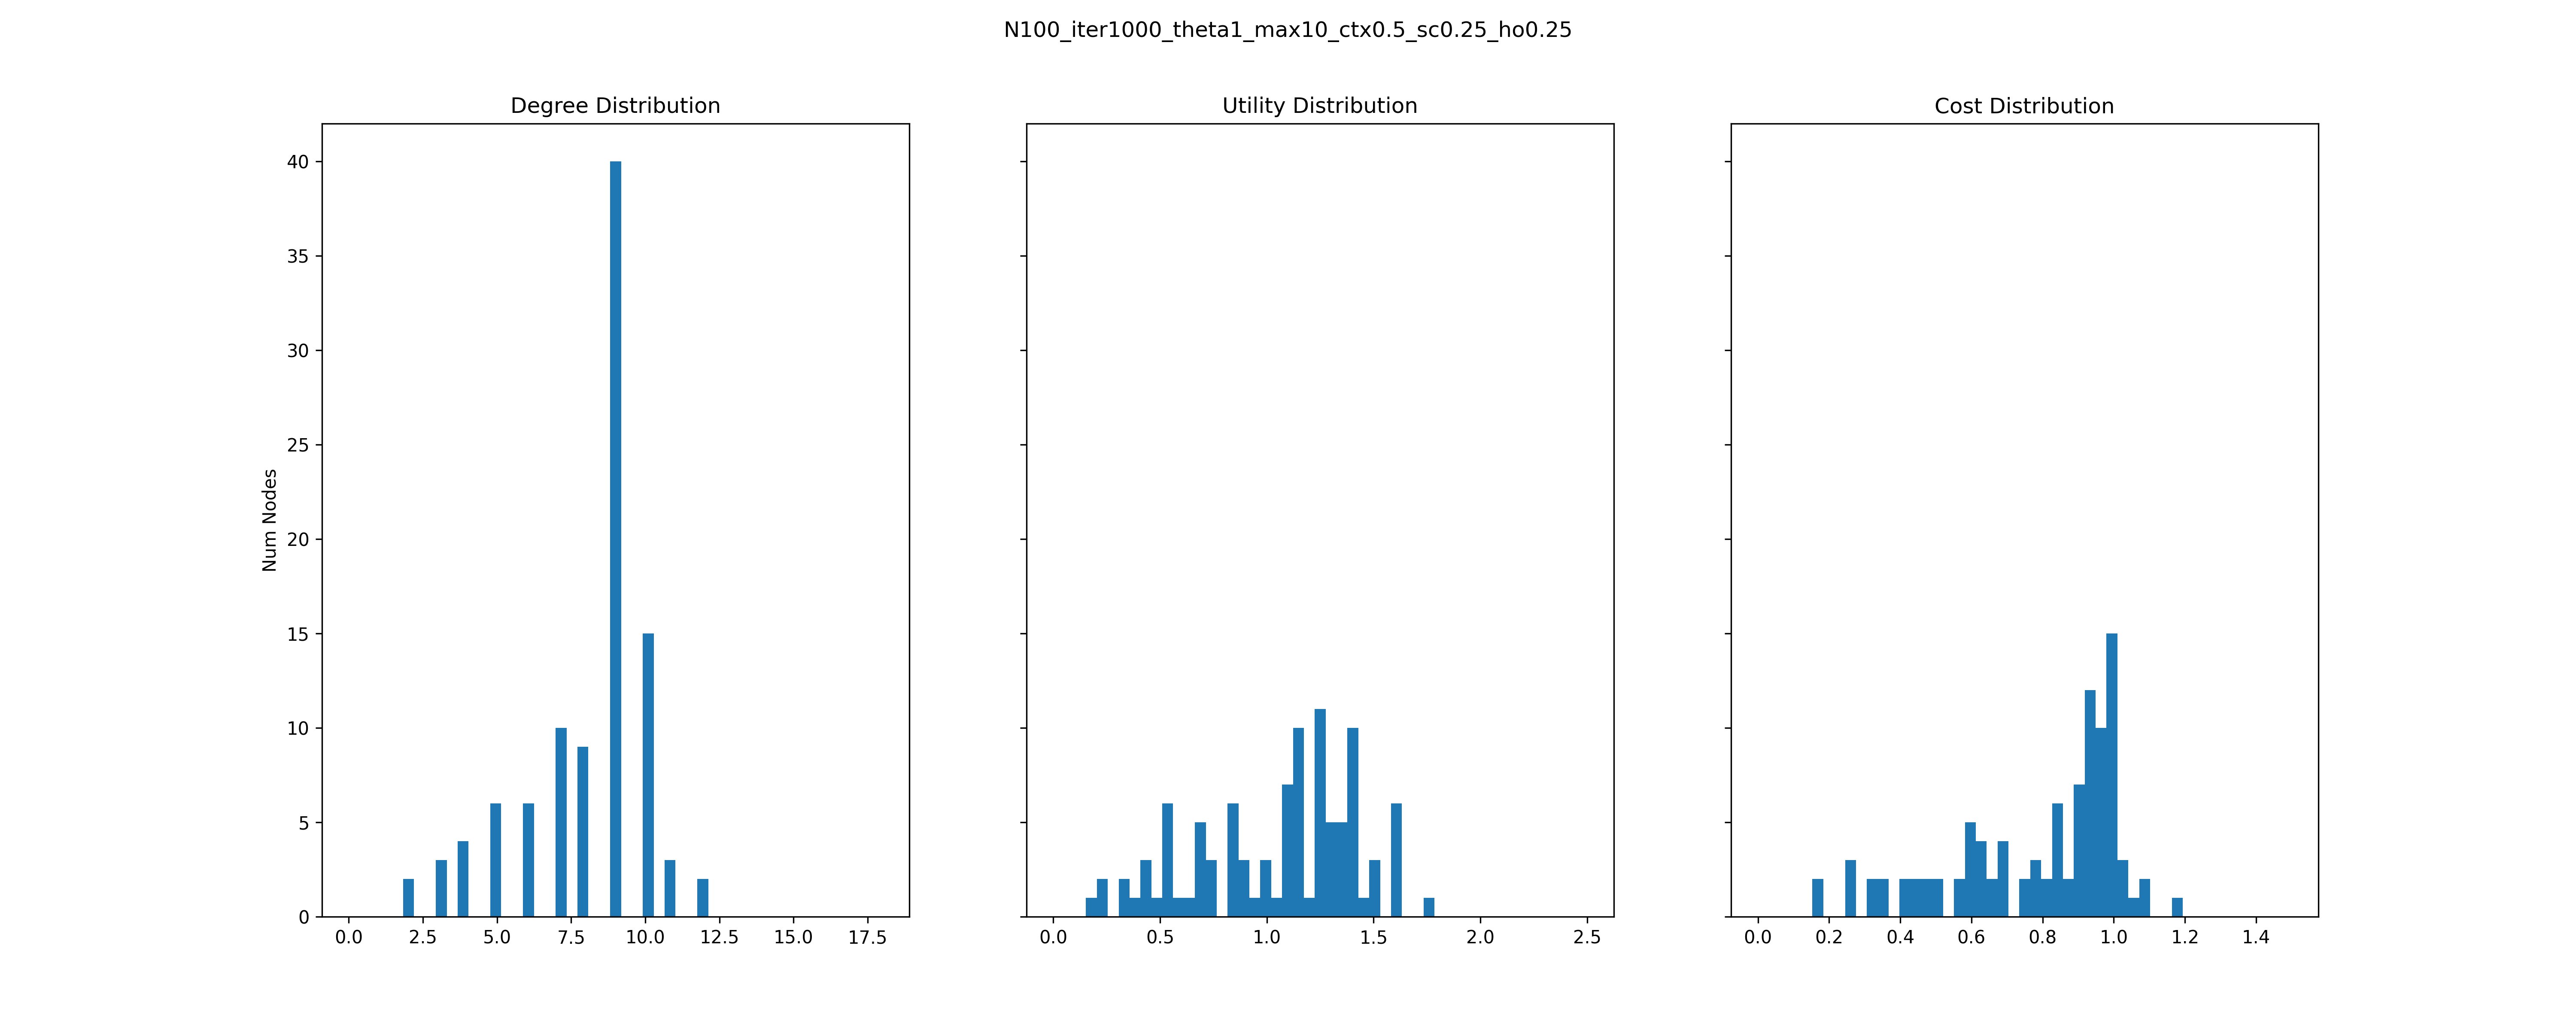 N100_iter1000_theta1_max10_ctx0.5_sc0.25_ho0.25
Degree Distribution
Utility Distribution
Cost Distribution
Num Nodes
40
35
30
25
20
15
10
5
0
0.0 2.5 5.0 7.5 10.0 12.5 15.0 17.5
0.0 0.5 1.0 1.5 2.0 2.5
0.0 0.2 0.4 0.6 0.8 1.0 1.2 1.4